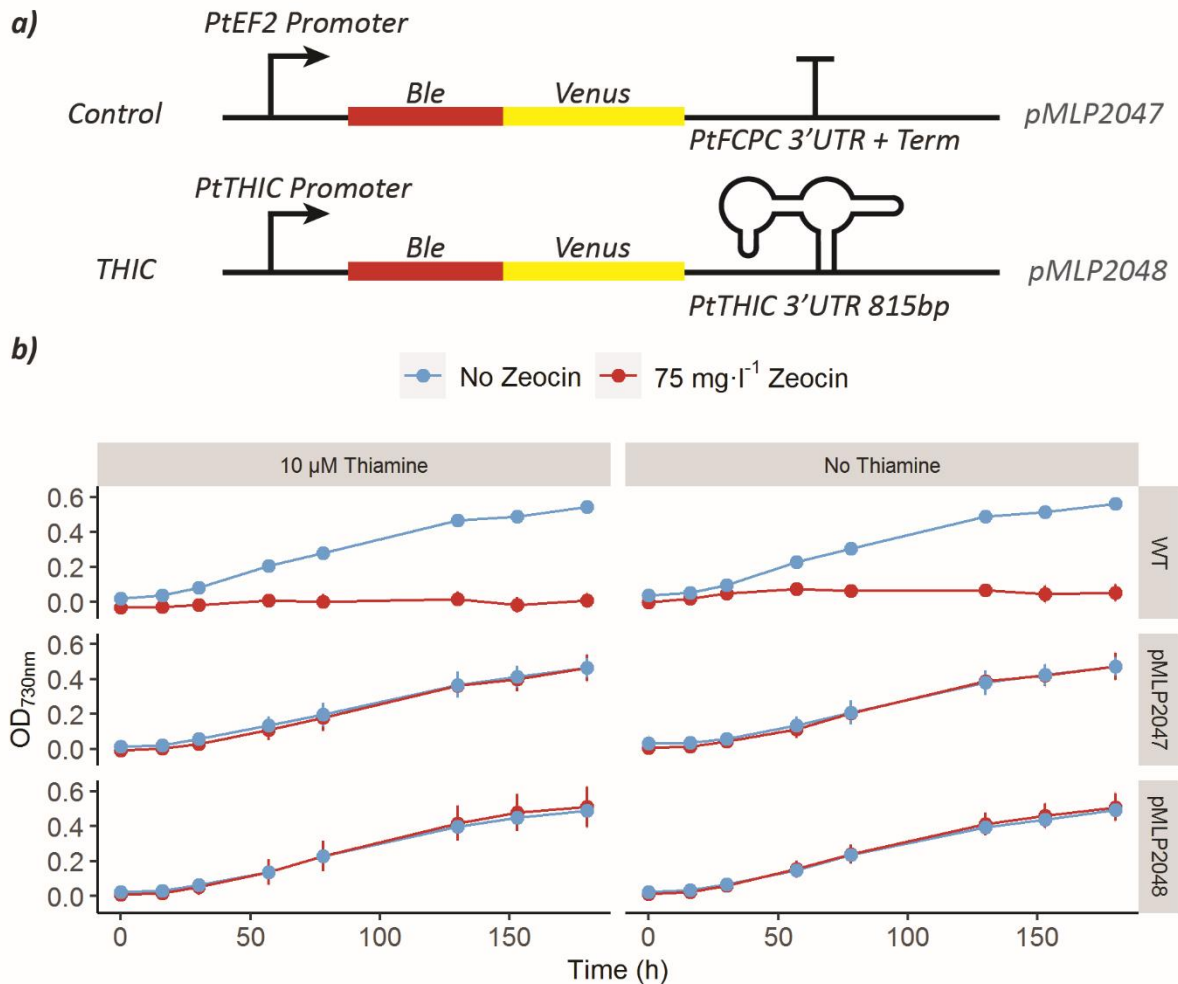 a)
PtEF2 Promoter
Control
Ble
Venus
PtFCPC 3'UTR + Term
pMLP2047
PtTHIC Promoter
THIC
Ble
Venus
PtTHIC 3'UTR 815bp
pMLP2048
b)
No Zeocin
75 mg·l⁻¹ Zeocin
10 µM Thiamine
No Thiamine
0.6
0.4
0.2
0.0
WT
0.6
0.4
0.2
0.0
pMLP2047
0.6
0.4
0.2
0.0
pMLP2048
OD730nm
0 50 100 150
0 50 100 150
Time (h)